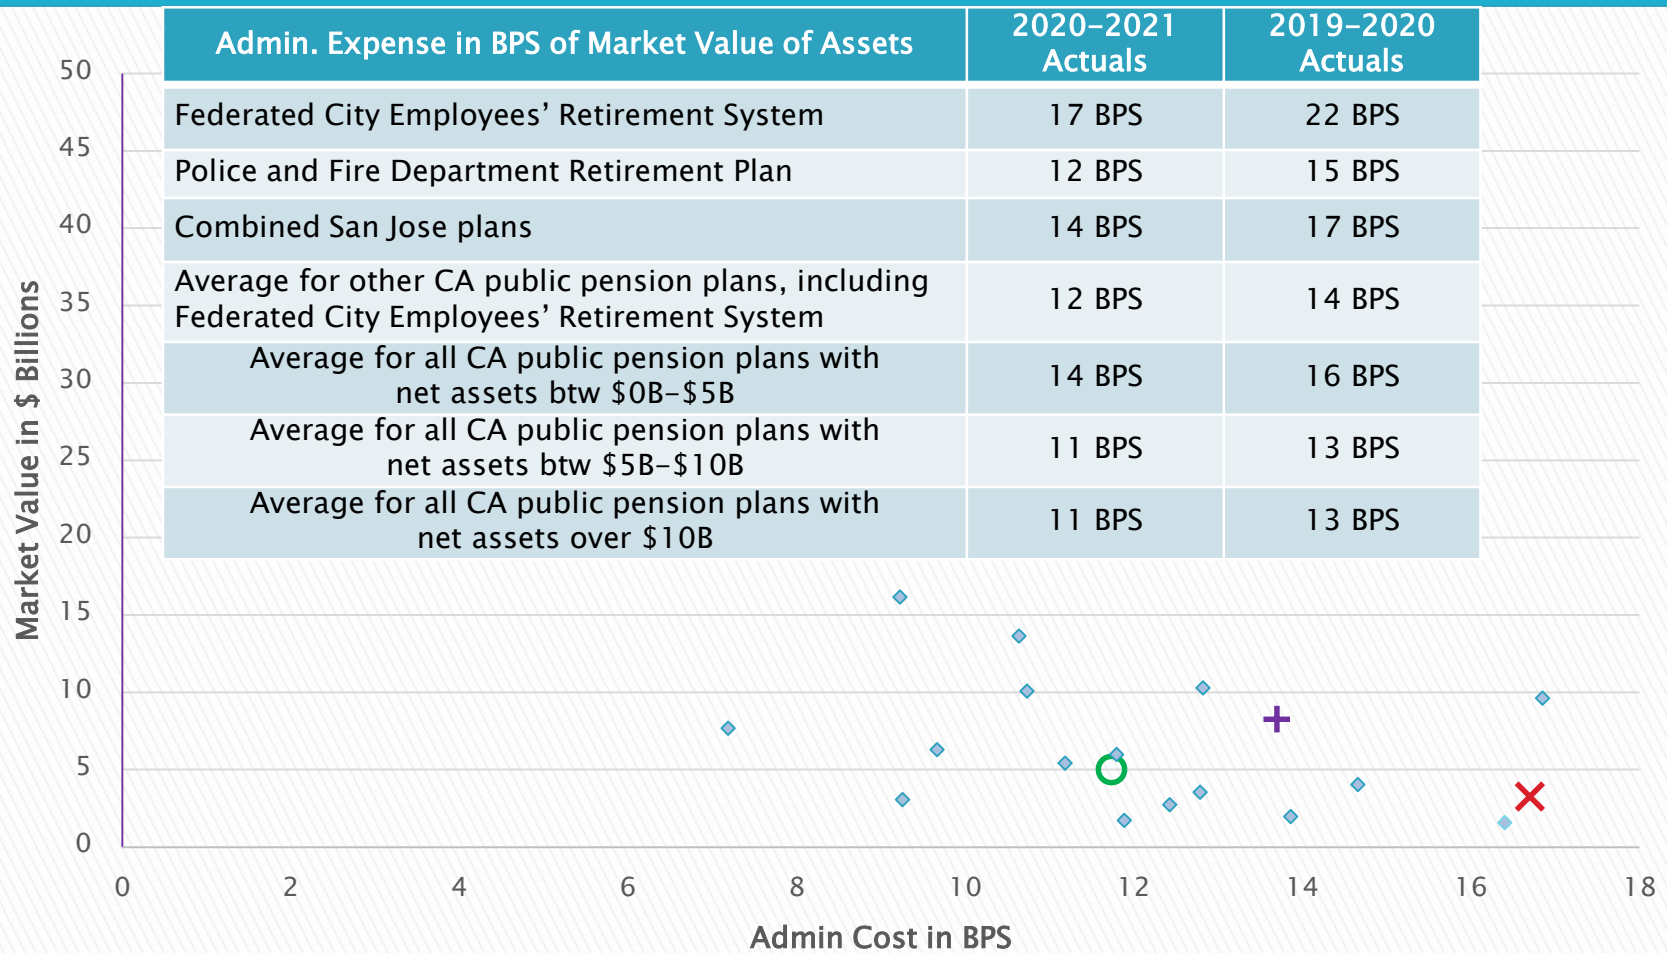 Admin. Expense in BPS of Market Value of Assets
2020-2021
Actuals
2019-2020
Actuals
Federated City Employees’ Retirement System
17 BPS
22 BPS
Police and Fire Department Retirement Plan
12 BPS
15 BPS
Combined San Jose plans
14 BPS
17 BPS
Average for other CA public pension plans, including
Federated City Employees’ Retirement System
12 BPS
14 BPS
Average for all CA public pension plans with
net assets btw $0B-$5B
14 BPS
16 BPS
Average for all CA public pension plans with
net assets btw $5B-$10B
11 BPS
13 BPS
Average for all CA public pension plans with
net assets over $10B
11 BPS
13 BPS
Market Value in $ Billions
50
45
40
35
30
25
20
15
10
5
0
0 2 4 6 8 10 12 14 16 18
Admin Cost in BPS